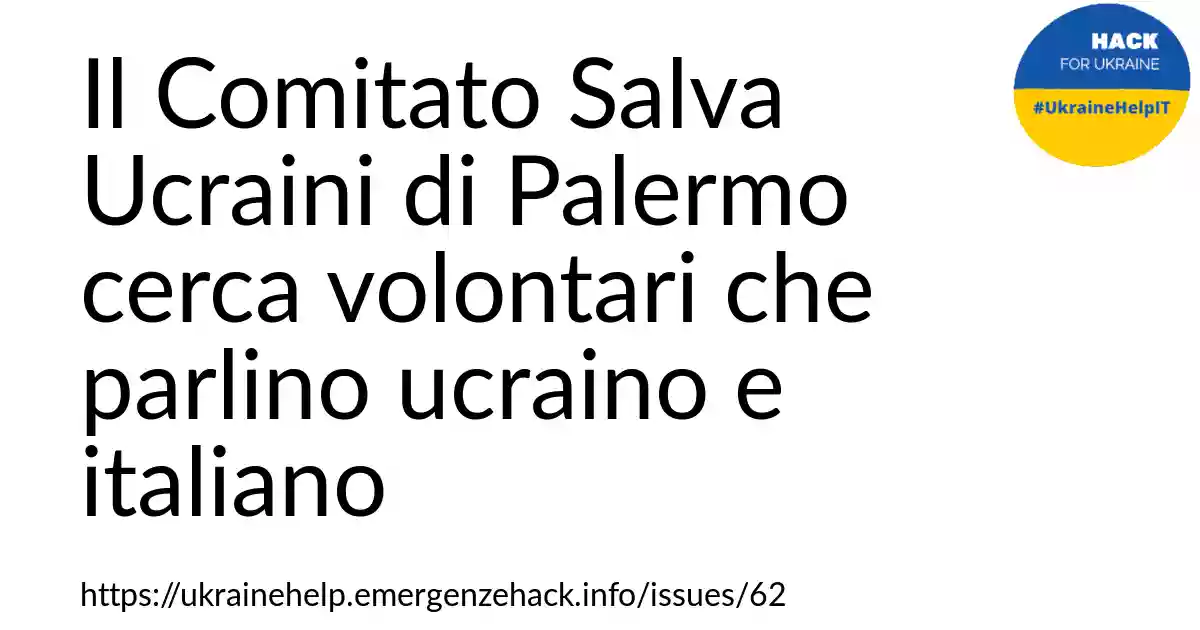 HACK
FOR UKRAINE
#UkraineHelpIT
Il Comitato Salva
Ucraini di Palermo
cerca volontari che
parlino ucraino e
italiano
https://ukrainehelp.emergenzehack.info/issues/62